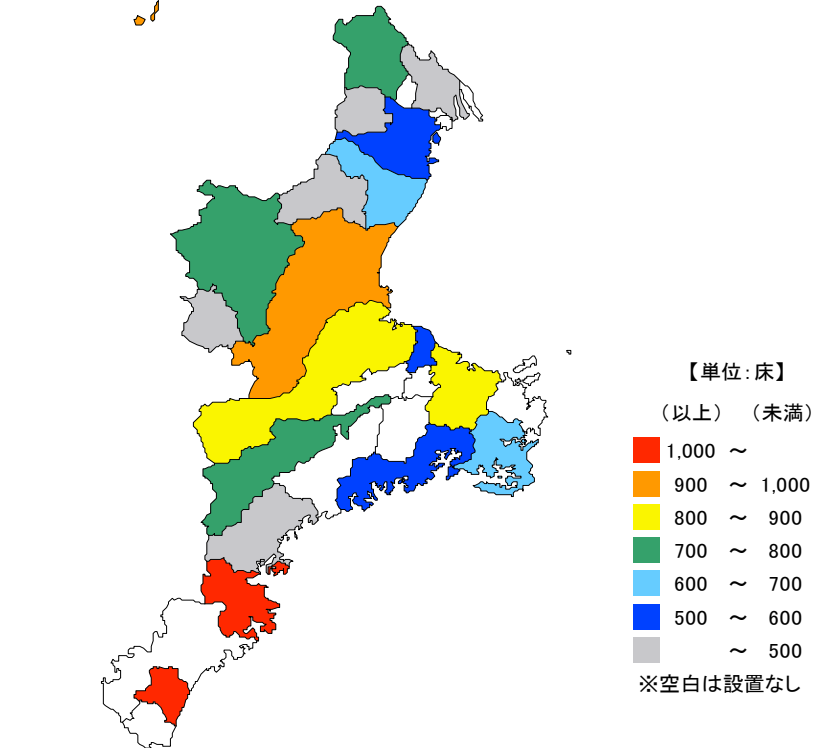 【単位：床】
（以上） （未満）
1,000 ～
900 ～ 1,000
800 ～ 900
700 ～ 800
600 ～ 700
500 ～ 600
～ 500
※空白は設置なし